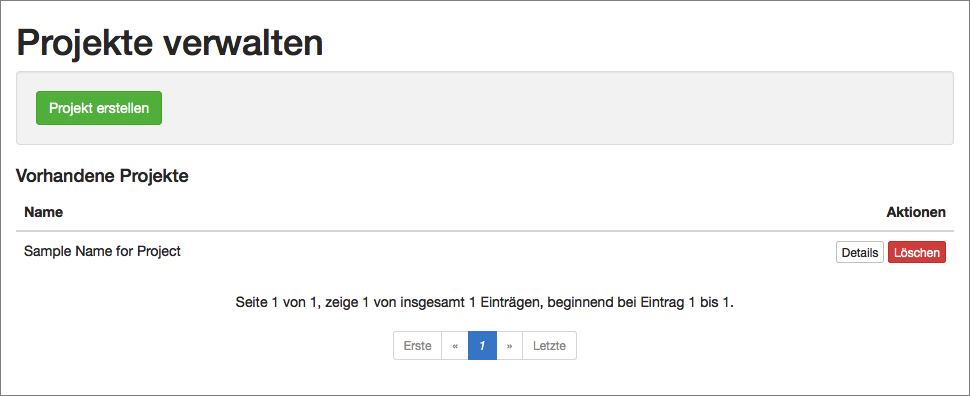 Projekte verwalten
Projekt erstellen
Vorhandene Projekte
Name Aktionen
Sample Name for Project Details Löschen
Seite 1 von 1, zeige 1 von insgesamt 1 Einträgen, beginnend bei Eintrag 1 bis 1.
Erste « 1 » Letzte